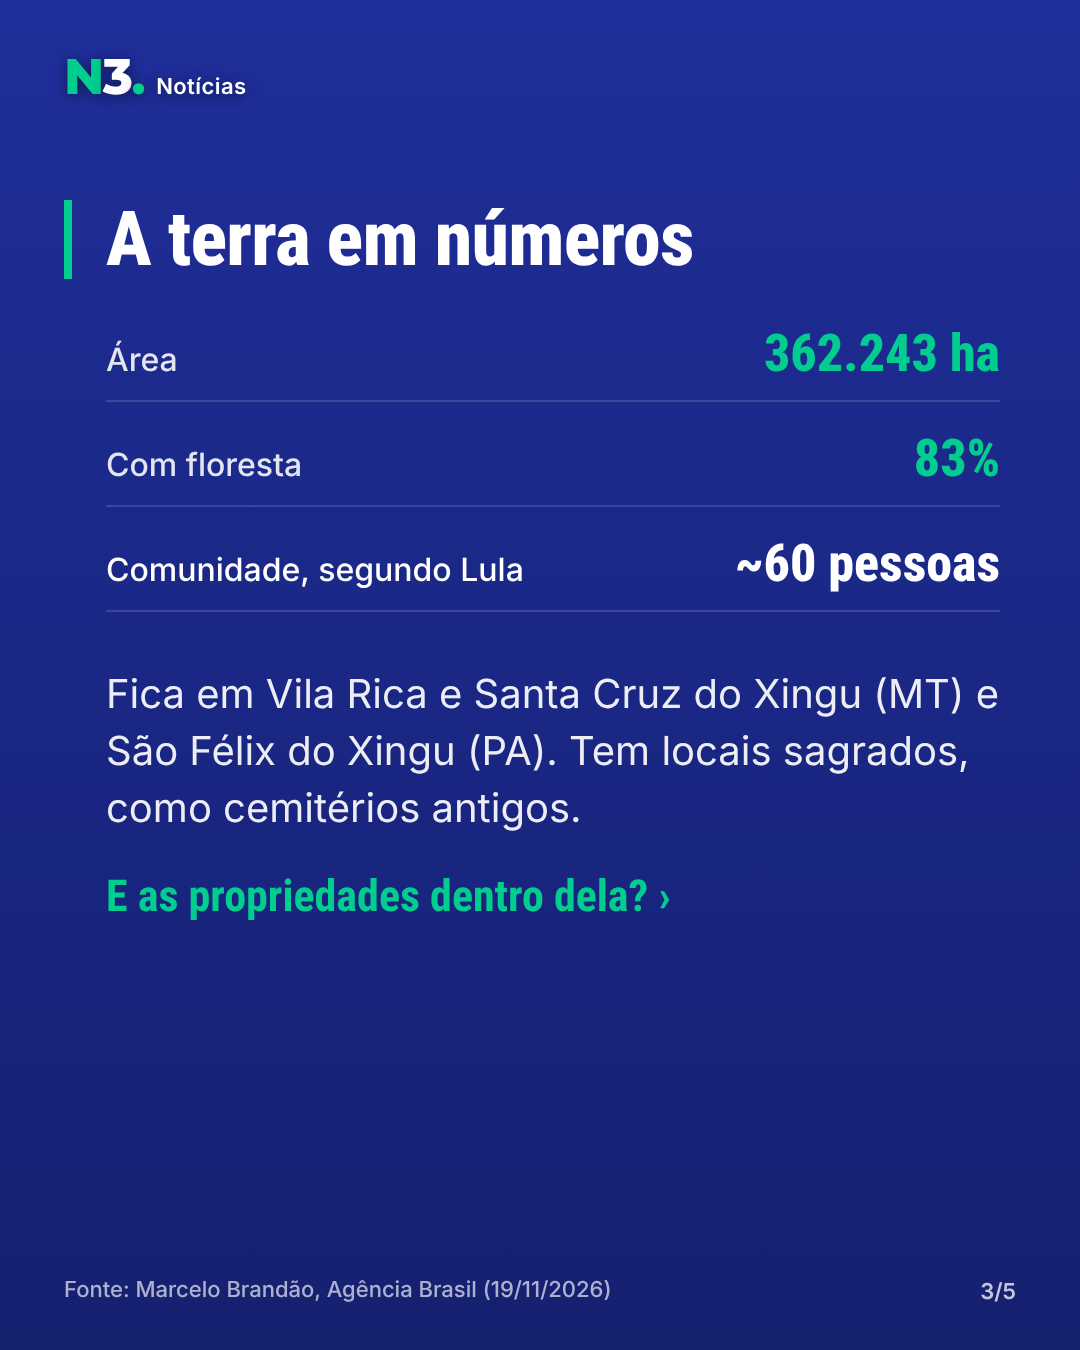 N3. Notícias
A terra em números
Área 362.243 ha
Com floresta 83%
Comunidade, segundo Lula ~60 pessoas
Fica em Vila Rica e Santa Cruz do Xingu (MT) e
São Félix do Xingu (PA). Tem locais sagrados,
como cemitérios antigos.
E as propriedades dentro dela? ›
Fonte: Marcelo Brandão, Agência Brasil (19/11/2026) 3/5